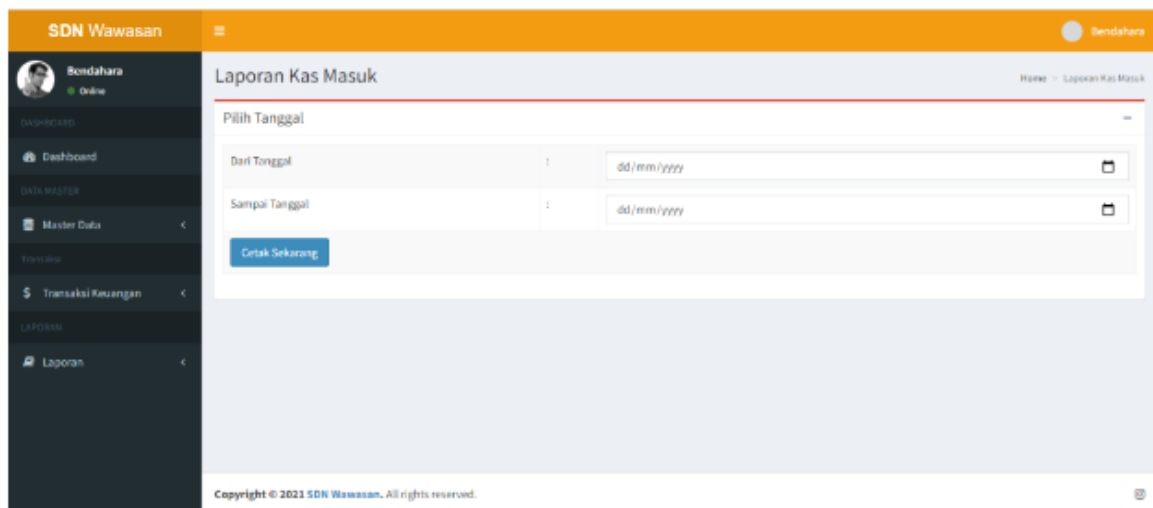 SDN Wawasan
Bendahara
Bendahara
Online
Laporan Kas Masuk
Home > Laporan Kas Masuk
DASHBOARD
Pilih Tanggal
Dashboard
Dari Tanggal : dd/mm/yyyy
DATA MASTER
Sampai Tanggal : dd/mm/yyyy
Master Data
Cetak Sekarang
Transaksi
$ Transaksi Keuangan
LAPORAN
Laporan
Copyright © 2021 SDN Wawasan. All rights reserved.